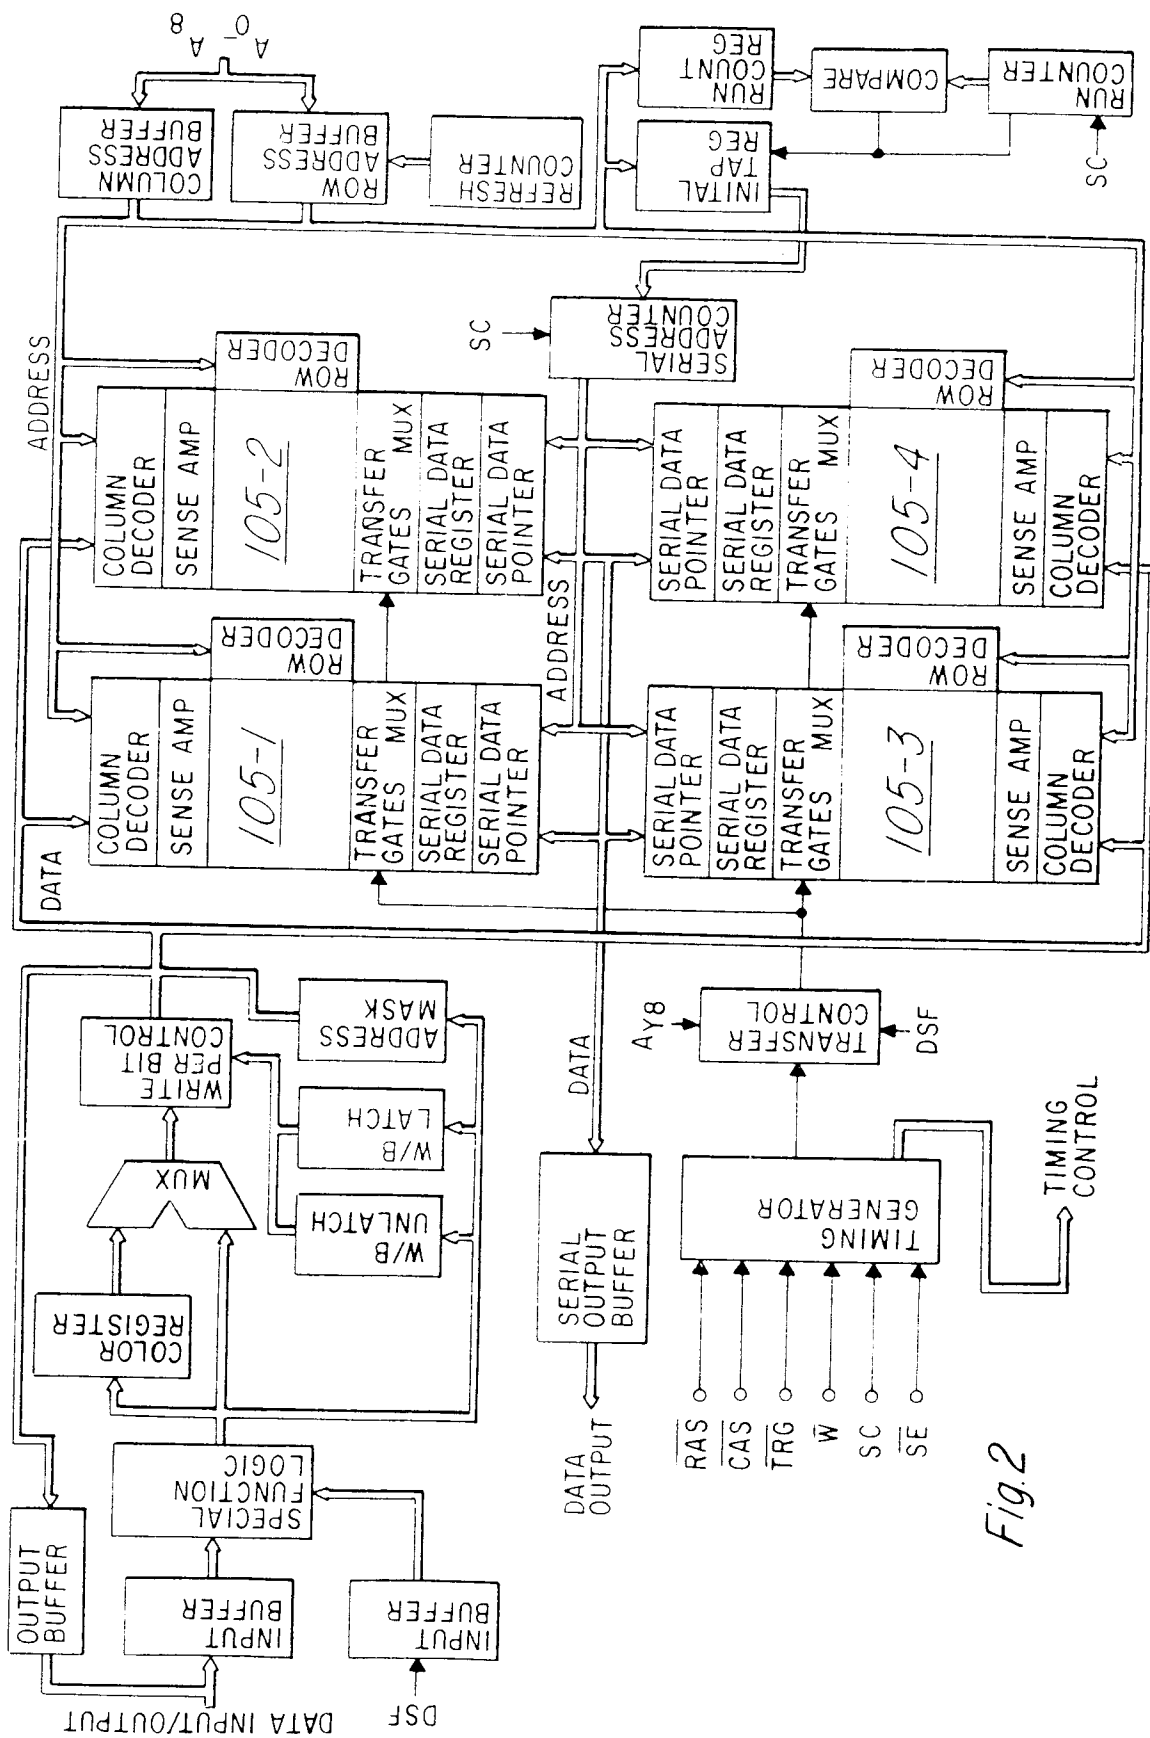 A0-A8
COLUMN
ADDRESS
BUFFER
ROW
ADDRESS
BUFFER
REFRESH
COUNTER
RUN
COUNT
REG
COMPARE
RUN
COUNTER
SC
INITAL
TAP
REG
SERIAL
ADDRESS
COUNTER
SC
ADDRESS
COLUMN
DECODER
SENSE AMP
105-2
ROW
DECODER
TRANSFER
GATES MUX
SERIAL DATA
REGISTER
SERIAL DATA
POINTER
SERIAL DATA
POINTER
SERIAL DATA
REGISTER
TRANSFER
GATES MUX
105-4
ROW
DECODER
SENSE AMP
COLUMN
DECODER
ADDRESS
COLUMN
DECODER
SENSE AMP
105-1
ROW
DECODER
TRANSFER
GATES MUX
SERIAL DATA
REGISTER
SERIAL DATA
POINTER
SERIAL DATA
POINTER
SERIAL DATA
REGISTER
TRANSFER
GATES MUX
105-3
ROW
DECODER
SENSE AMP
COLUMN
DECODER
DATA
WRITE
PER BIT
CONTROL
ADDRESS
MASK
W/B
LATCH
W/B
UNLATCH
MUX
COLOR
REGISTER
SPECIAL
FUNCTION
LOGIC
OUTPUT
BUFFER
INPUT
BUFFER
INPUT
BUFFER
DATA INPUT/OUTPUT
DSF
DATA
SERIAL
OUTPUT
BUFFER
DATA
OUTPUT
AY8
TRANSFER
CONTROL
DSF
TIMING
GENERATOR
TIMING
CONTROL
RAS
CAS
TRG
W
SC
SE
Fig.2